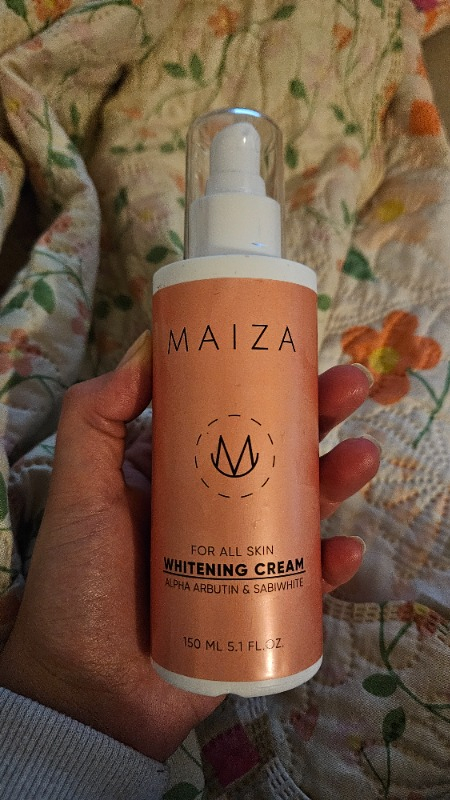 MAIZA
M
FOR ALL SKIN
WHITENING CREAM
ALPHA ARBUTIN & SABIWHITE
150 ML 5.1 FL.OZ.